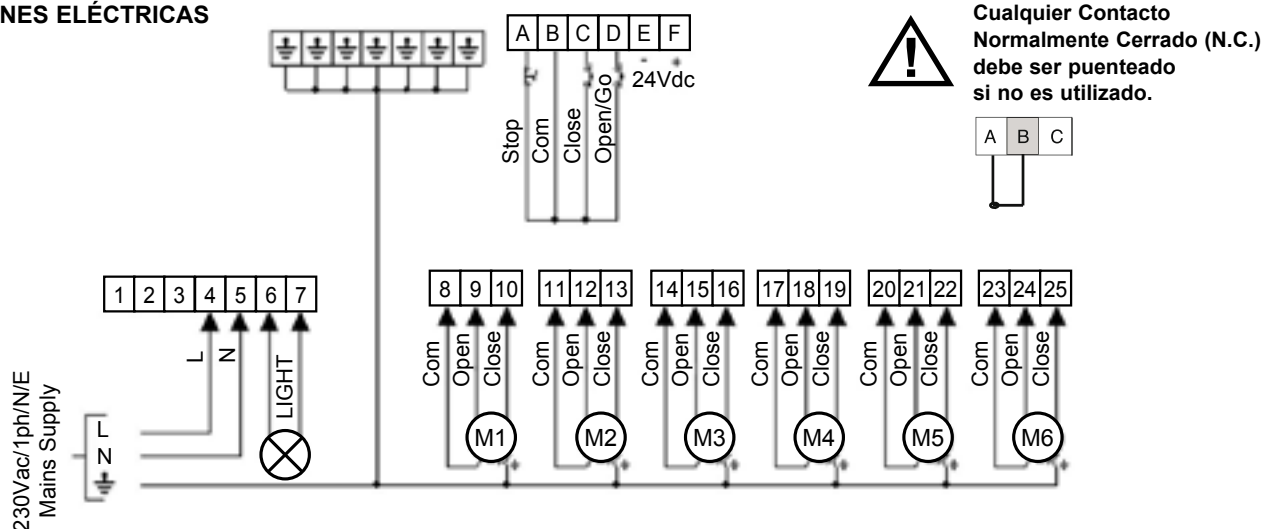 NES ELÉCTRICAS
A B C D E F
- +
24Vdc
Stop
Com
Close
Open/Go
Cualquier Contacto
Normalmente Cerrado (N.C.)
debe ser puenteado
si no es utilizado.
A B C
1 2 3 4 5 6 7
L
N
LIGHT
8 9 10
Com
Open
Close
M1
11 12 13
Com
Open
Close
M2
14 15 16
Com
Open
Close
M3
17 18 19
Com
Open
Close
M4
20 21 22
Com
Open
Close
M5
23 24 25
Com
Open
Close
M6
230Vac/1ph/N/E
Mains Supply
L
N